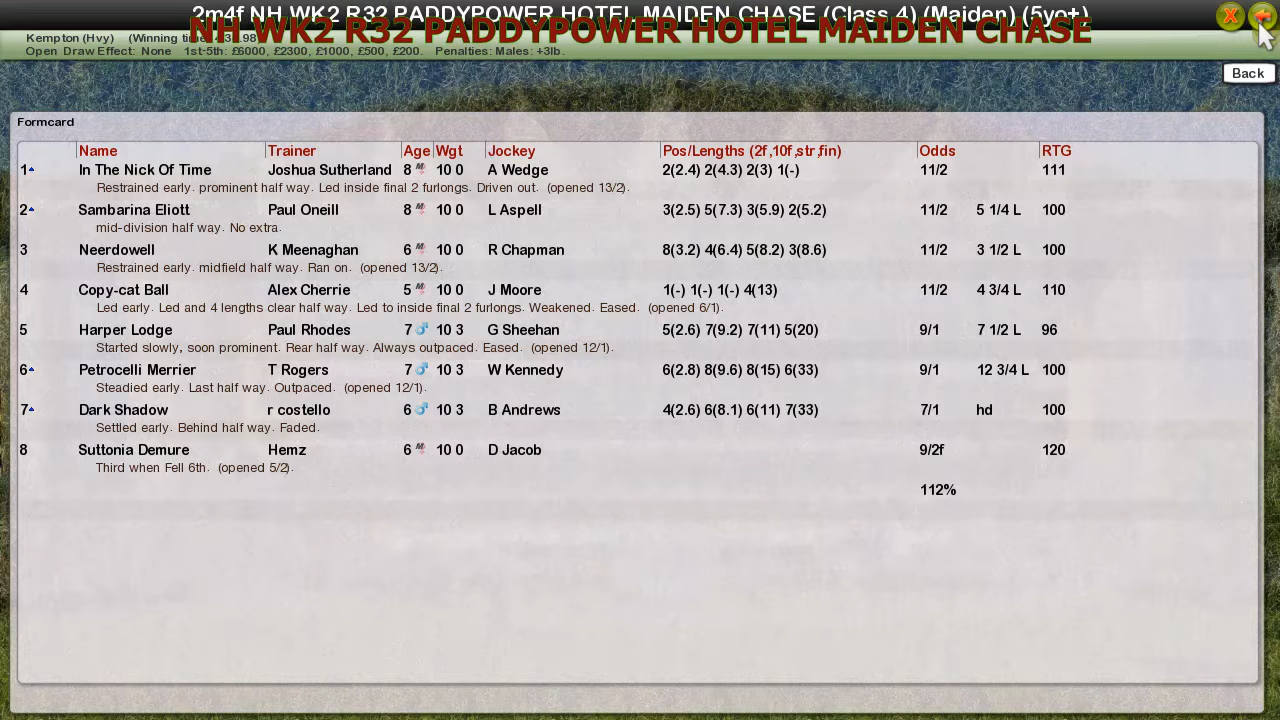 2m4f NH WK2 R32 PADDYPOWER HOTEL MAIDEN CHASE (Class 4) (Maiden) (5yo+)
WK2 R32 PADDYPOWER HOTEL MAIDEN CHASE
Kempton (Hvy) (Winning time
Open Draw Effect: None 1st-5th: £6000, £2300, £1000, £500, £200. Penalties: Males: +3lb.
X
Back
Formcard
Name Trainer Age Wgt Jockey Pos/Lengths (2f,10f,str,fin) Odds RTG
1 In The Nick Of Time Joshua Sutherland 8 M 10 0 A Wedge 2(2.4) 2(4.3) 2(3) 1(-) 11/2 111
Restrained early. prominent half way. Led inside final 2 furlongs. Driven out. (opened 13/2).
2 Sambarina Eliott Paul Oneill 8 M 10 0 L Aspell 3(2.5) 5(7.3) 3(5.9) 2(5.2) 11/2 5 1/4 L 100
mid-division half way. No extra.
3 Neerdowell K Meenaghan 6 M 10 0 R Chapman 8(3.2) 4(6.4) 5(8.2) 3(8.6) 11/2 3 1/2 L 100
Restrained early. midfield half way. Ran on. (opened 13/2).
4 Copy-cat Ball Alex Cherrie 5 M 10 0 J Moore 1(-) 1(-) 1(-) 4(13) 11/2 4 3/4 L 110
Led early. Led and 4 lengths clear half way. Led to inside final 2 furlongs. Weakened. Eased. (opened 6/1).
5 Harper Lodge Paul Rhodes 7 10 3 G Sheehan 5(2.6) 7(9.2) 7(11) 5(20) 9/1 7 1/2 L 96
Started slowly, soon prominent. Rear half way. Always outpaced. Eased. (opened 12/1).
6 Petrocelli Merrier T Rogers 7 10 3 W Kennedy 6(2.8) 8(9.6) 8(15) 6(33) 9/1 12 3/4 L 100
Steadied early. Last half way. Outpaced. (opened 12/1).
7 Dark Shadow r costello 6 10 3 B Andrews 4(2.6) 6(8.1) 6(11) 7(33) 7/1 hd 100
Settled early. Behind half way. Faded.
8 Suttonia Demure Hemz 6 M 10 0 D Jacob 9/2f 120
Third when Fell 6th. (opened 5/2).
112%